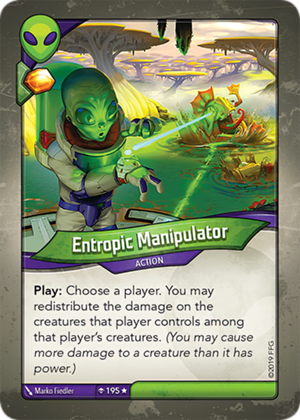 Entropic Manipulator
ACTION
Play: Choose a player. You may
redistribute the damage on the
creatures that player controls among
that player's creatures. (You may cause
more damage to a creature than it has
power.)
©2019 FFG
Marko Fiedler
195